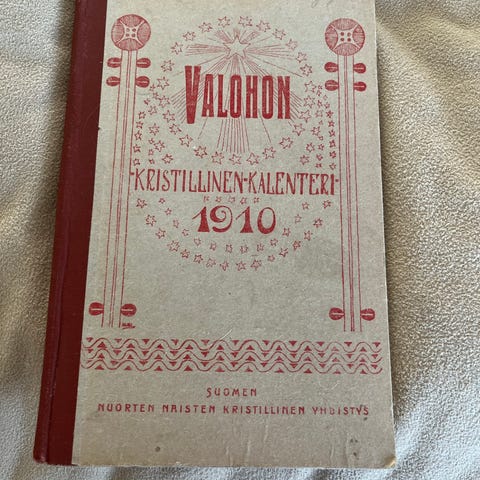 VALOHON
KRISTILLINEN-KALENTERI
1910
SUOMEN
NUORTEN NAISTEN KRISTILLINEN YHDISTYS